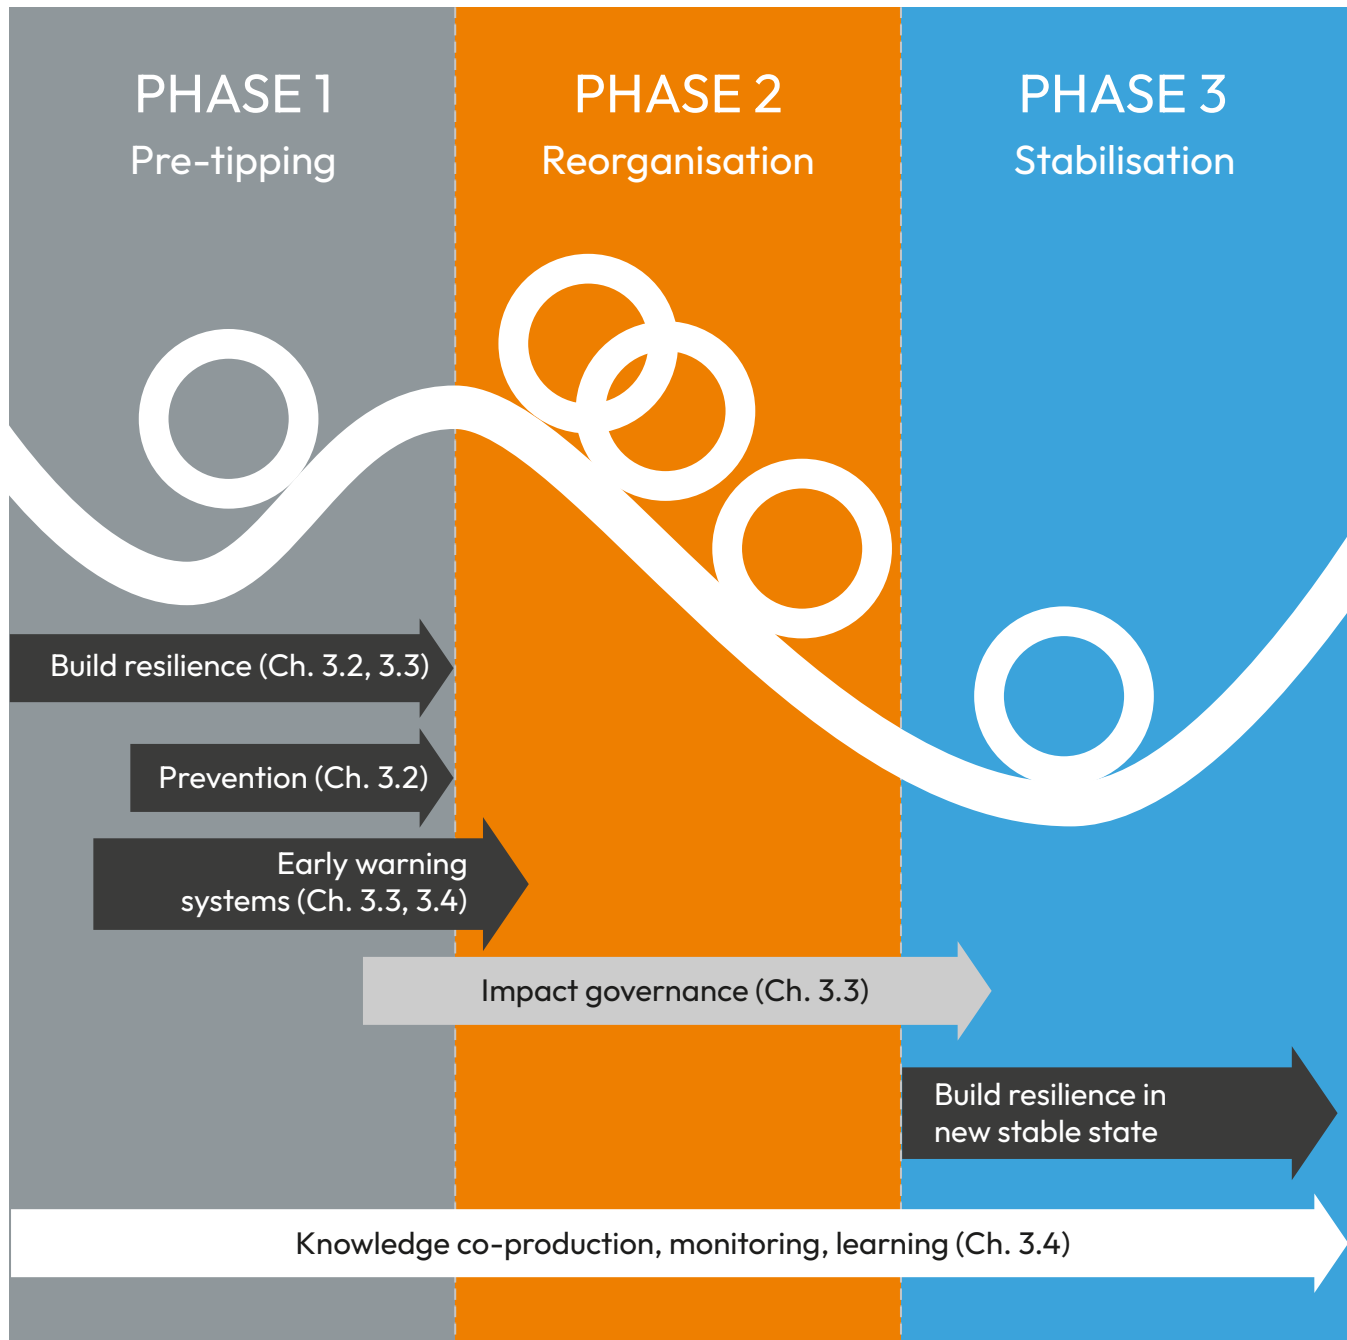 PHASE 1
Pre-tipping
PHASE 2
Reorganisation
PHASE 3
Stabilisation
Build resilience (Ch. 3.2, 3.3)
Prevention (Ch. 3.2)
Early warning
systems (Ch. 3.3, 3.4)
Impact governance (Ch. 3.3)
Build resilience in
new stable state
Knowledge co-production, monitoring, learning (Ch. 3.4)